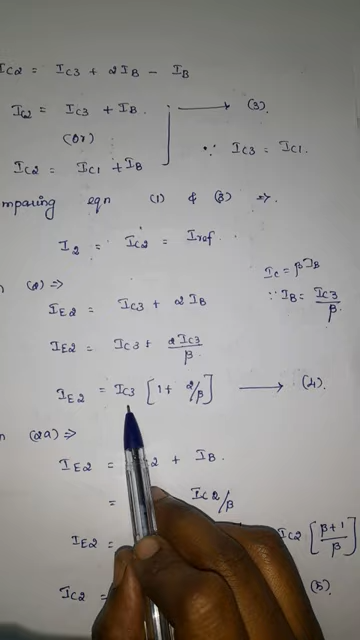 IC2 = IC3 + 2IB - IB
IC2 = IC3 + IB. → (3).
(or)
∵ IC3 = IC1.
IC2 = IC1 + IB
eqn (1) & (3) ⇒.
I2 = IC2 = Iref.
IC = βIB
(2) ⇒
IE2 = IC3 + 2IB
∵ IB = IC3/β
IE2 = IC3 + 2IC3/β
IE2 = IC3 [1 + 2/β] → (4).
(2a) ⇒
IE2 = 2 + IB.
= IC2/β
IE2 = IC2 [β+1/β]
IC2 =